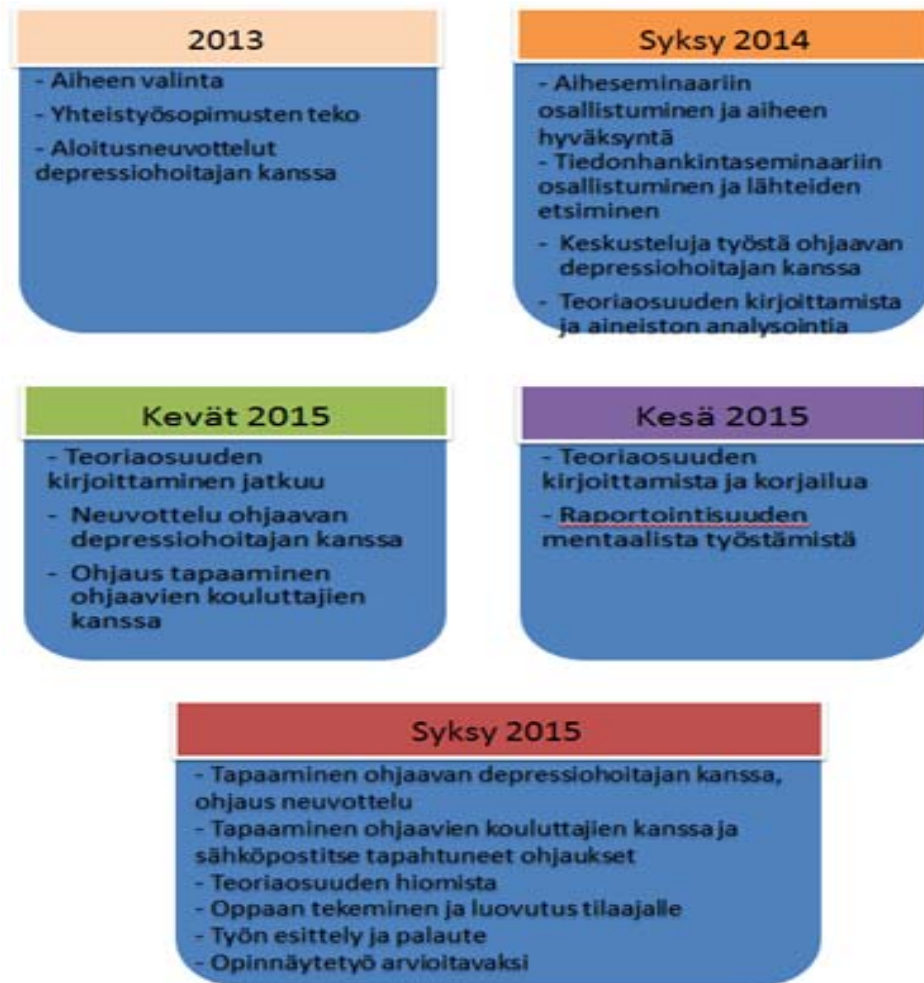 2013
- Aiheen valinta
- Yhteistyösopimusten teko
- Aloitusneuvottelut
depressiohoitajan kanssa
Syksy 2014
- Aiheseminaariin
osallistuminen ja aiheen
hyväksyntä
- Tiedonhankintaseminaariin
osallistuminen ja lähteiden
etsiminen
- Keskusteluja työstä ohjaavan
depressiohoitajan kanssa
- Teoriaosuuden kirjoittamista
ja aineiston analysointia
Kevät 2015
- Teoriaosuuden
kirjoittaminen jatkuu
- Neuvottelu ohjaavan
depressiohoitajan kanssa
- Ohjaus tapaaminen
ohjaavien kouluttajien
kanssa
Kesä 2015
- Teoriaosuuden
kirjoittamista ja korjailua
- Raportointisuuden
mentaalista työstämistä
Syksy 2015
- Tapaaminen ohjaavan depressiohoitajan kanssa,
ohjaus neuvottelu
- Tapaaminen ohjaavien kouluttajien kanssa ja
sähköpostitse tapahtuneet ohjaukset
- Teoriaosuuden hiomista
- Oppaan tekeminen ja luovutus tilaajalle
- Työn esittely ja palaute
- Opinnäytetyö arvioitavaksi